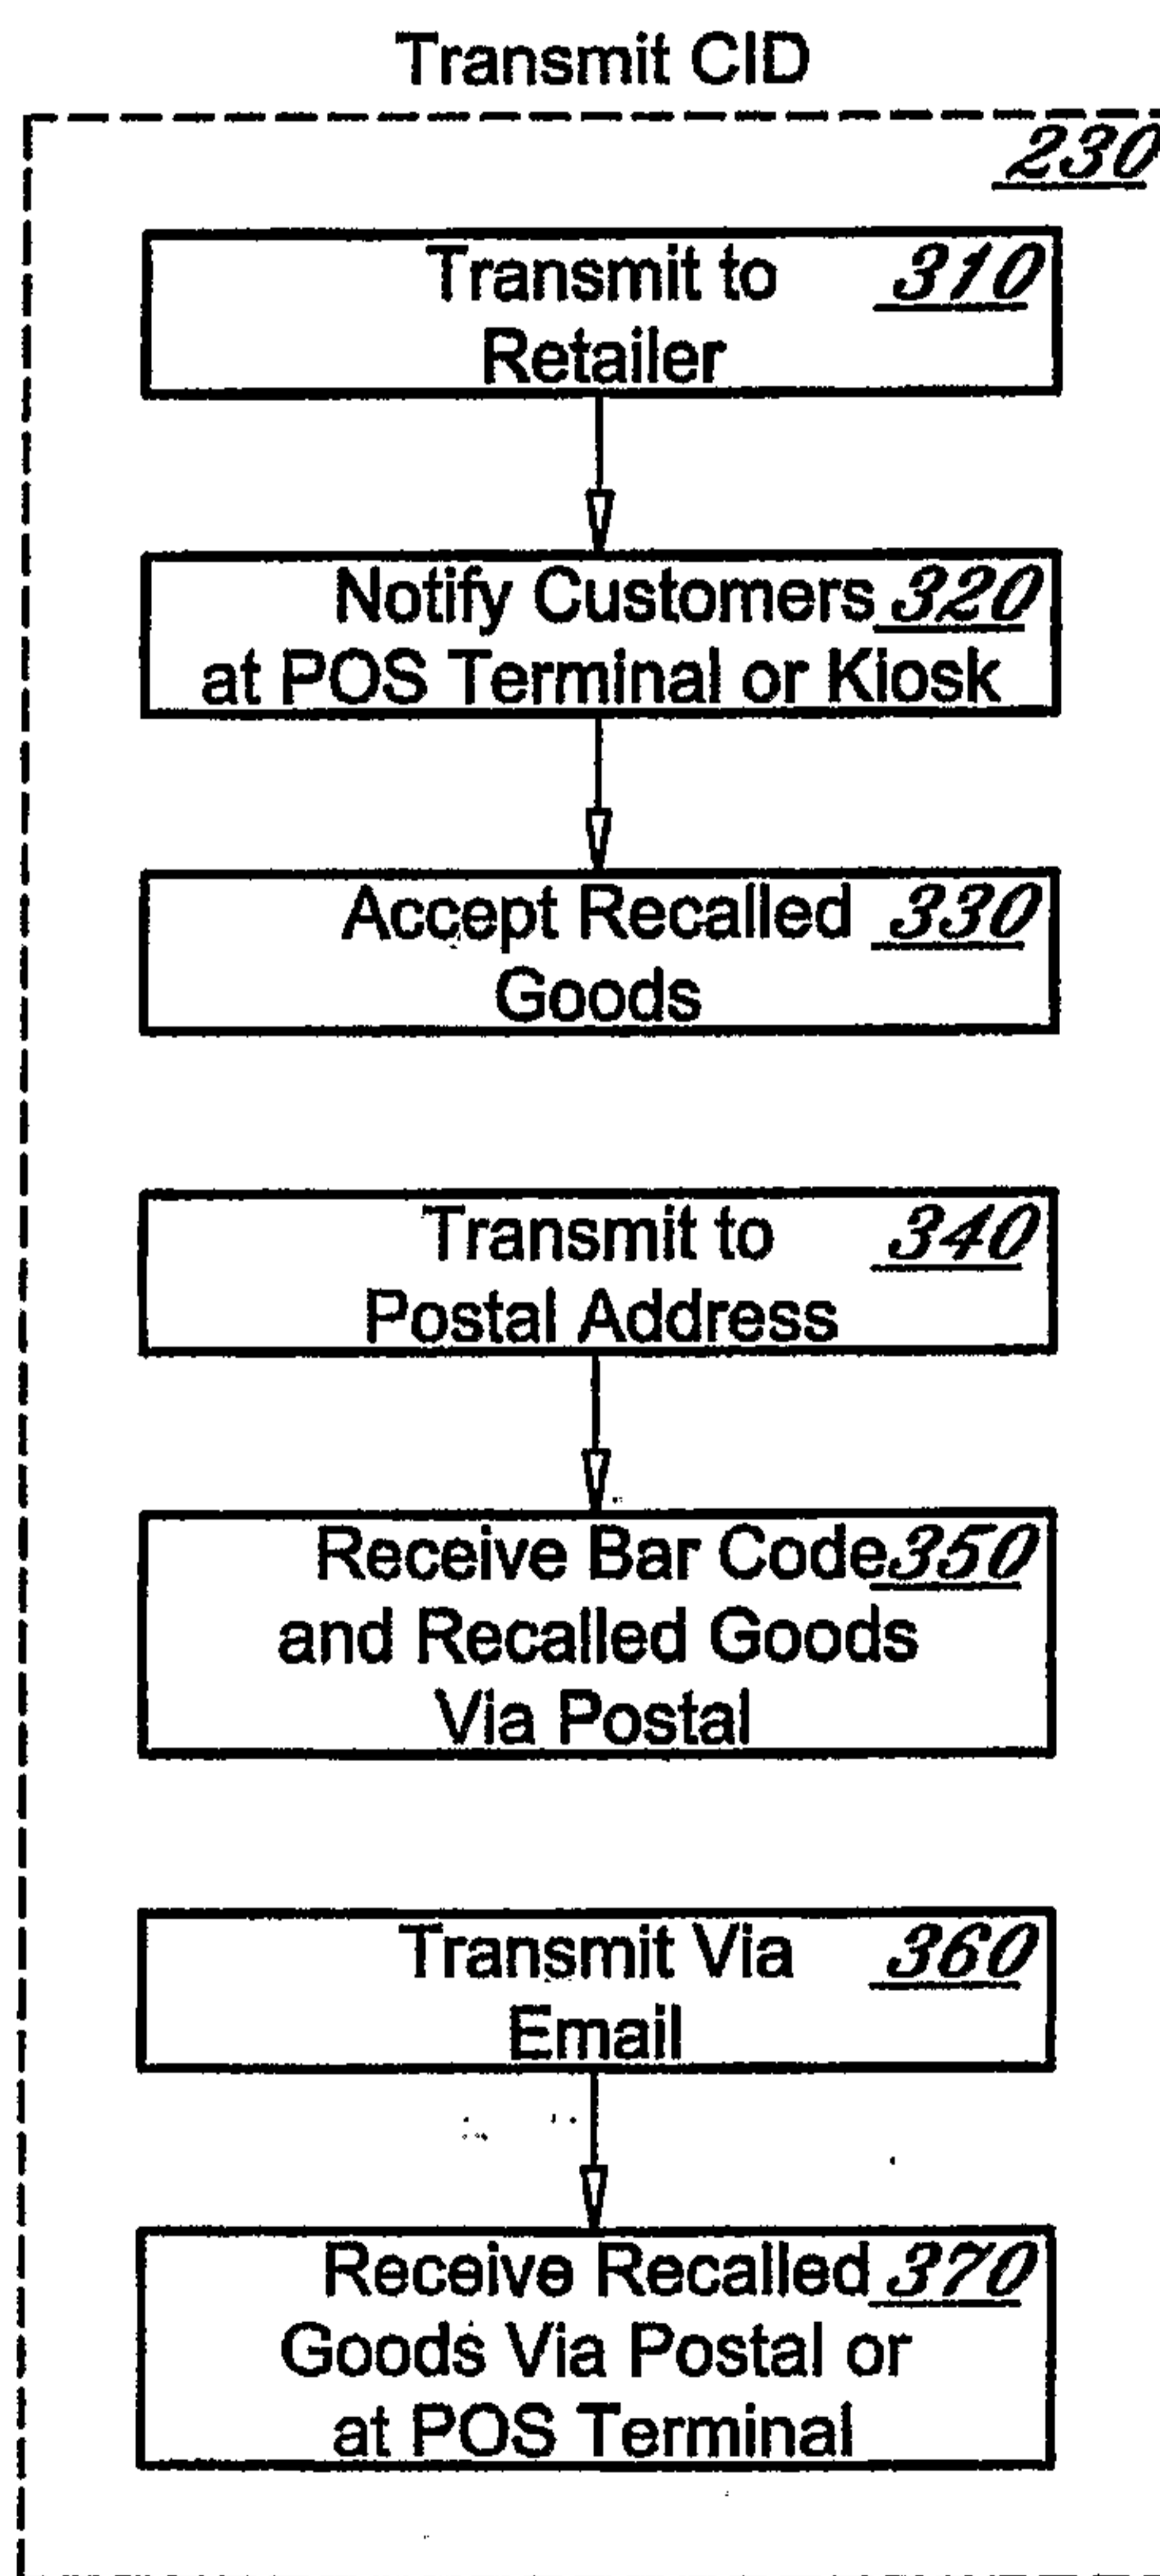 Transmit CID
230
Transmit to 310
Retailer
Notify Customers 320
at POS Terminal or Kiosk
Accept Recalled 330
Goods
Transmit to 340
Postal Address
Receive Bar Code 350
and Recalled Goods
Via Postal
Transmit Via 360
Email
Receive Recalled 370
Goods Via Postal or
at POS Terminal